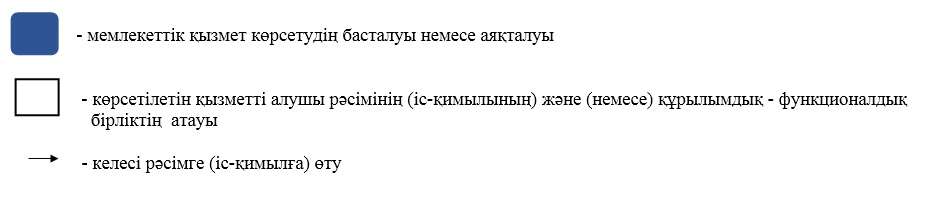 - мемлекеттік қызмет көрсетудің басталуы немесе аяқталуы
- көрсетілетін қызметті алушы рәсімінің (іс-қимылының) және (немесе) құрылымдық - функционалдық
бірліктің атауы
- келесі рәсімге (іс-қимылға) өту